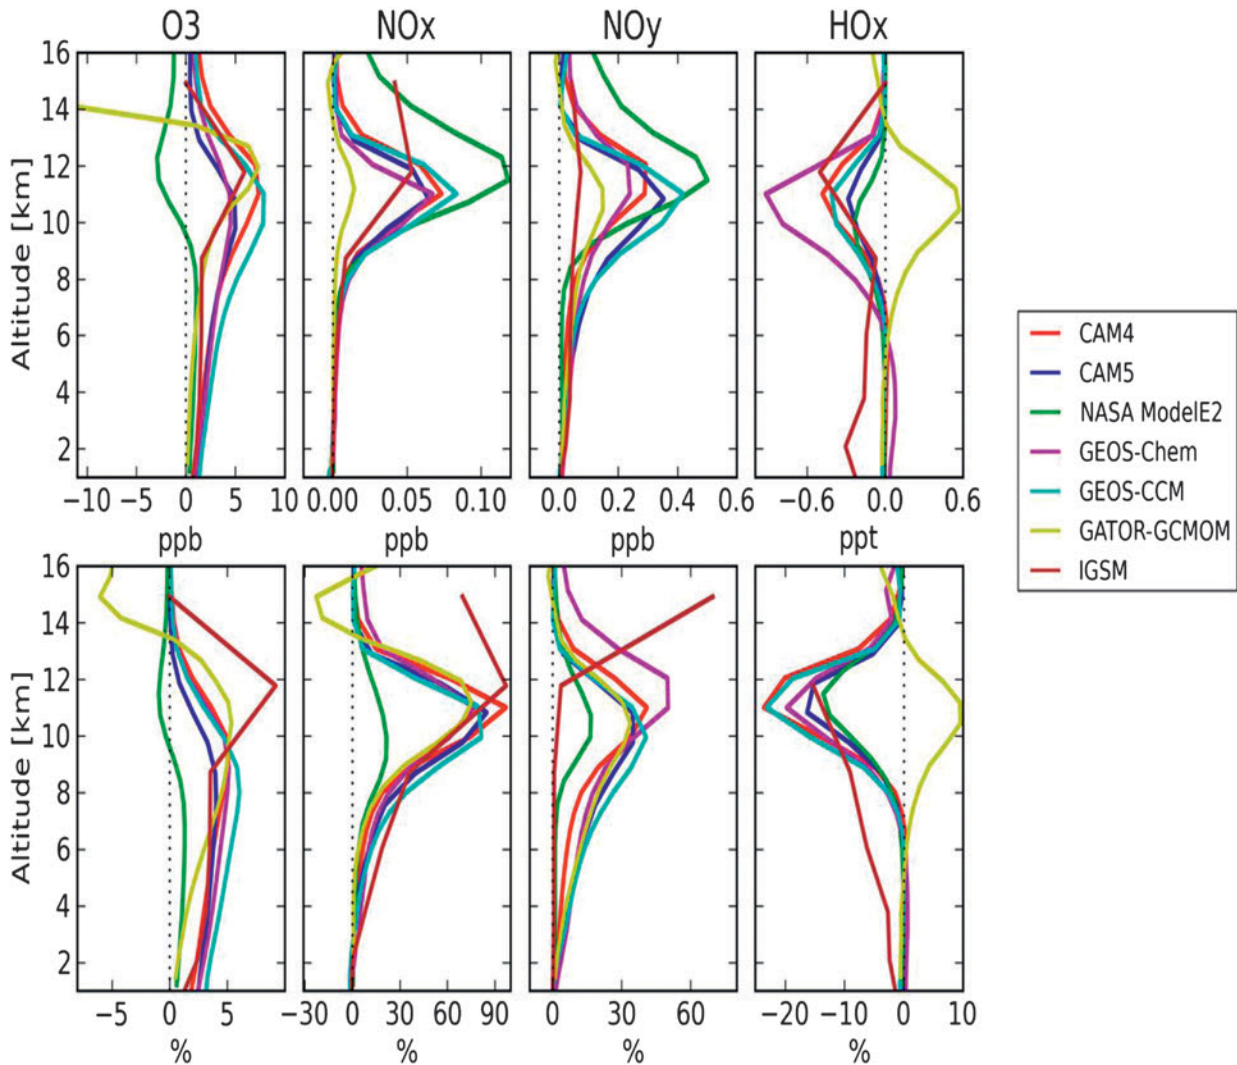 O3 NOx NOy HOx
Altitude [km]
16
14
12
10
8
6
4
2
−10 −5 0 5 10 0.00 0.05 0.10 0.0 0.2 0.4 0.6 −0.6 0.0 0.6
ppb ppb ppb ppt
Altitude [km]
16
14
12
10
8
6
4
2
−5 0 5 −30 0 30 60 90 0 30 60 −20 −10 0 10
% % % %
CAM4
CAM5
NASA ModelE2
GEOS-Chem
GEOS-CCM
GATOR-GCMOM
IGSM